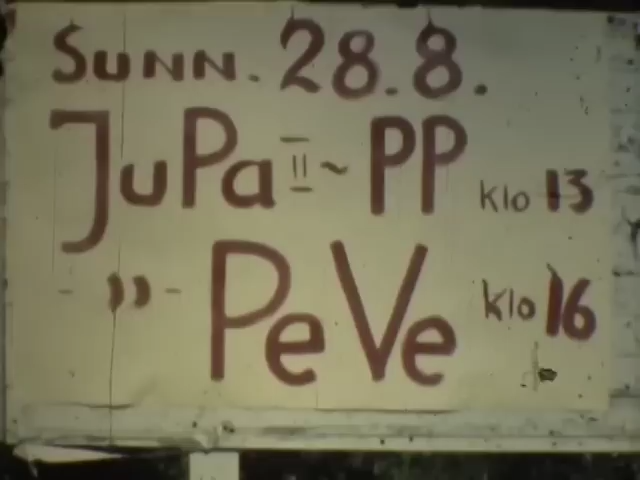 SUNN. 28.8.
JuPa II ~ PP klo 13
- " - PeVe klo 16